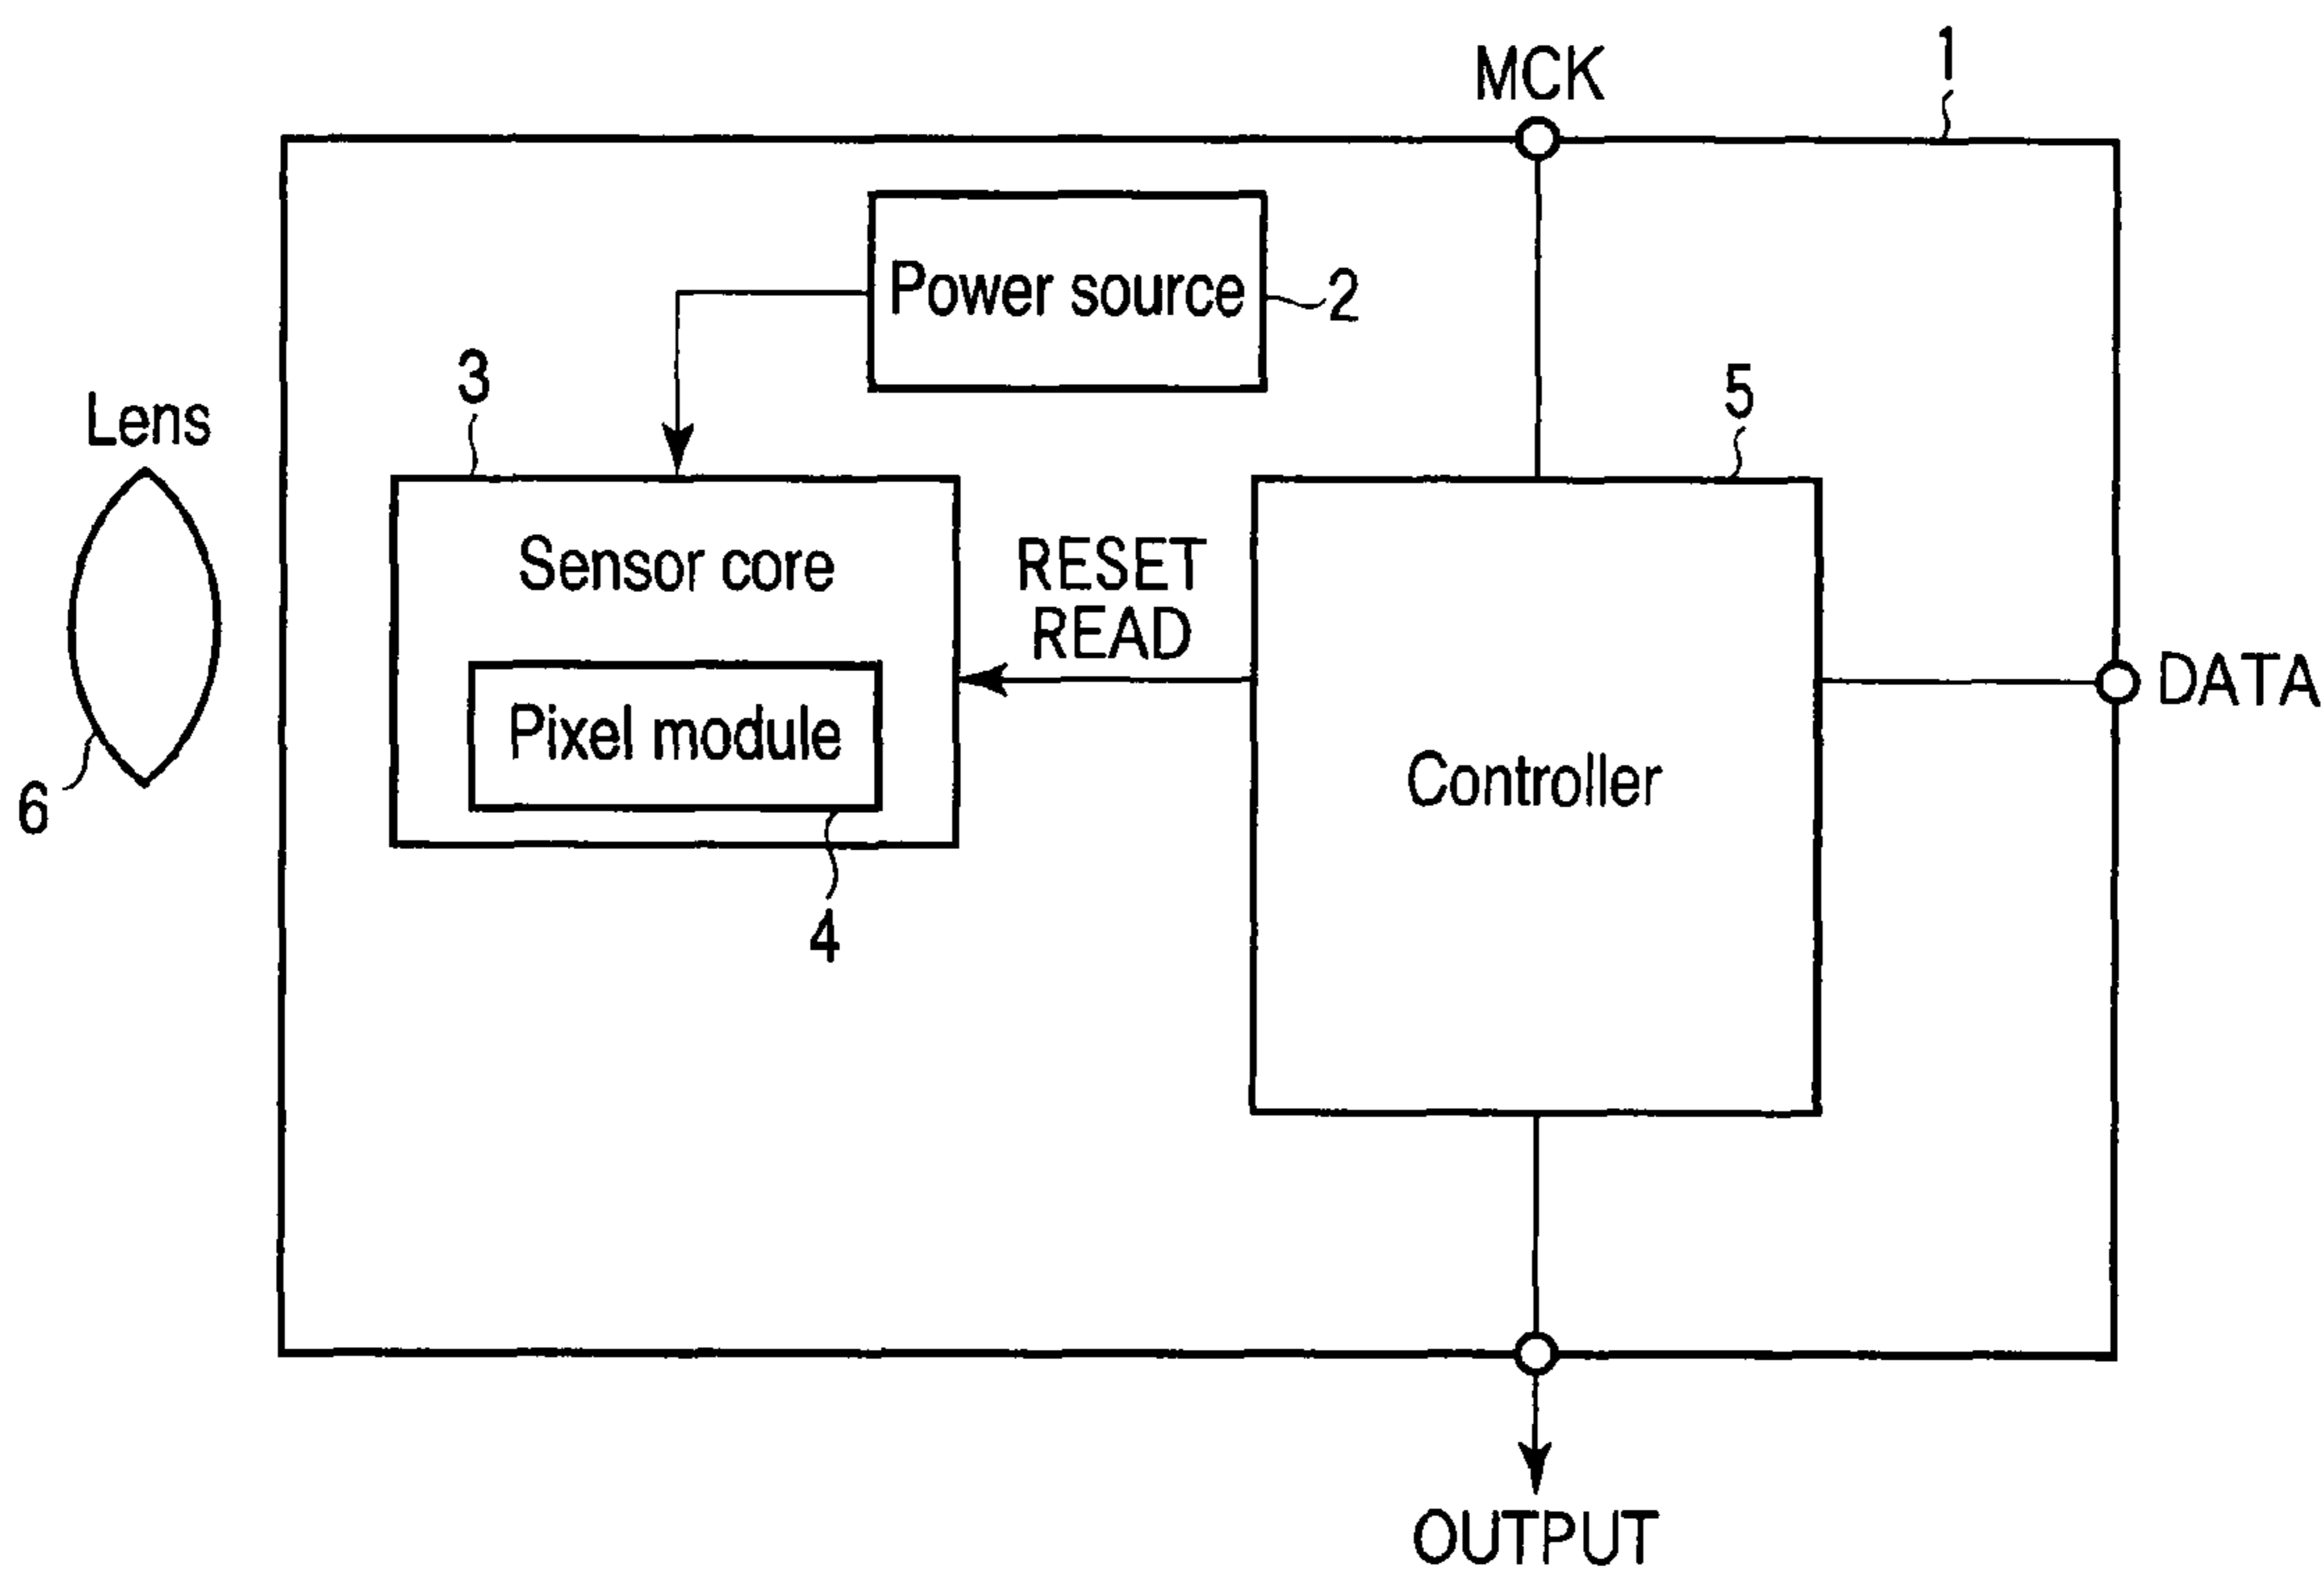 MCK
1
Power source
2
3
5
Lens
Sensor core
RESET
READ
DATA
Pixel module
Controller
6
4
OUTPUT